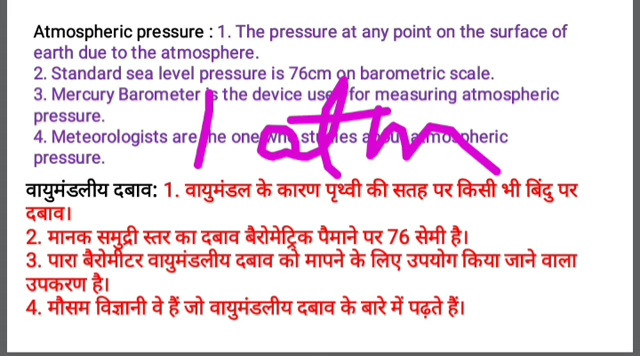 Atmospheric pressure : 1. The pressure at any point on the surface of
earth due to the atmosphere.
2. Standard sea level pressure is 76cm on barometric scale.
3. Mercury Barometer is the device used for measuring atmospheric
pressure.
4. Meteorologists are the one who studies about atmospheric
pressure.
1 atm
वायुमंडलीय दबाव: 1. वायुमंडल के कारण पृथ्वी की सतह पर किसी भी बिंदु पर
दबाव।
2. मानक समुद्री स्तर का दबाव बैरोमेट्रिक पैमाने पर 76 सेमी है।
3. पारा बैरोमीटर वायुमंडलीय दबाव को मापने के लिए उपयोग किया जाने वाला
उपकरण है।
4. मौसम विज्ञानी वे हैं जो वायुमंडलीय दबाव के बारे में पढ़ते हैं।